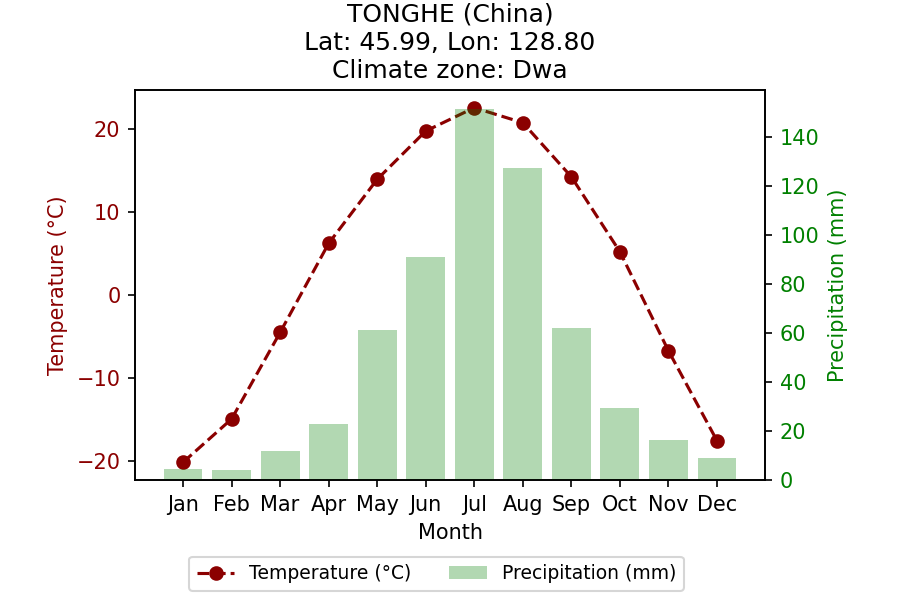 TONGHE (China)
Lat: 45.99, Lon: 128.80
Climate zone: Dwa
Temperature (°C)
20
10
0
−10
−20
140
120
100
80
60
40
20
0
Precipitation (mm)
Jan Feb Mar Apr May Jun Jul Aug Sep Oct Nov Dec
Month
Temperature (°C) Precipitation (mm)